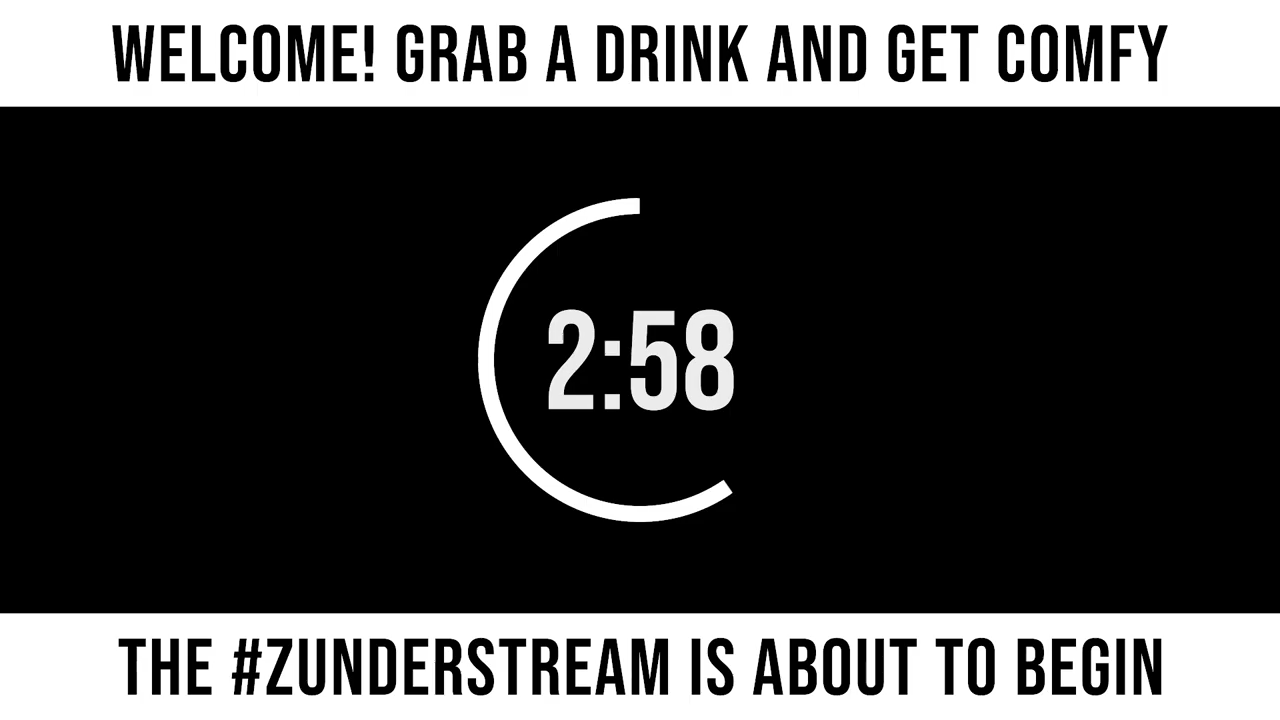 WELCOME! GRAB A DRINK AND GET COMFY
2:58
THE #ZUNDERSTREAM IS ABOUT TO BEGIN